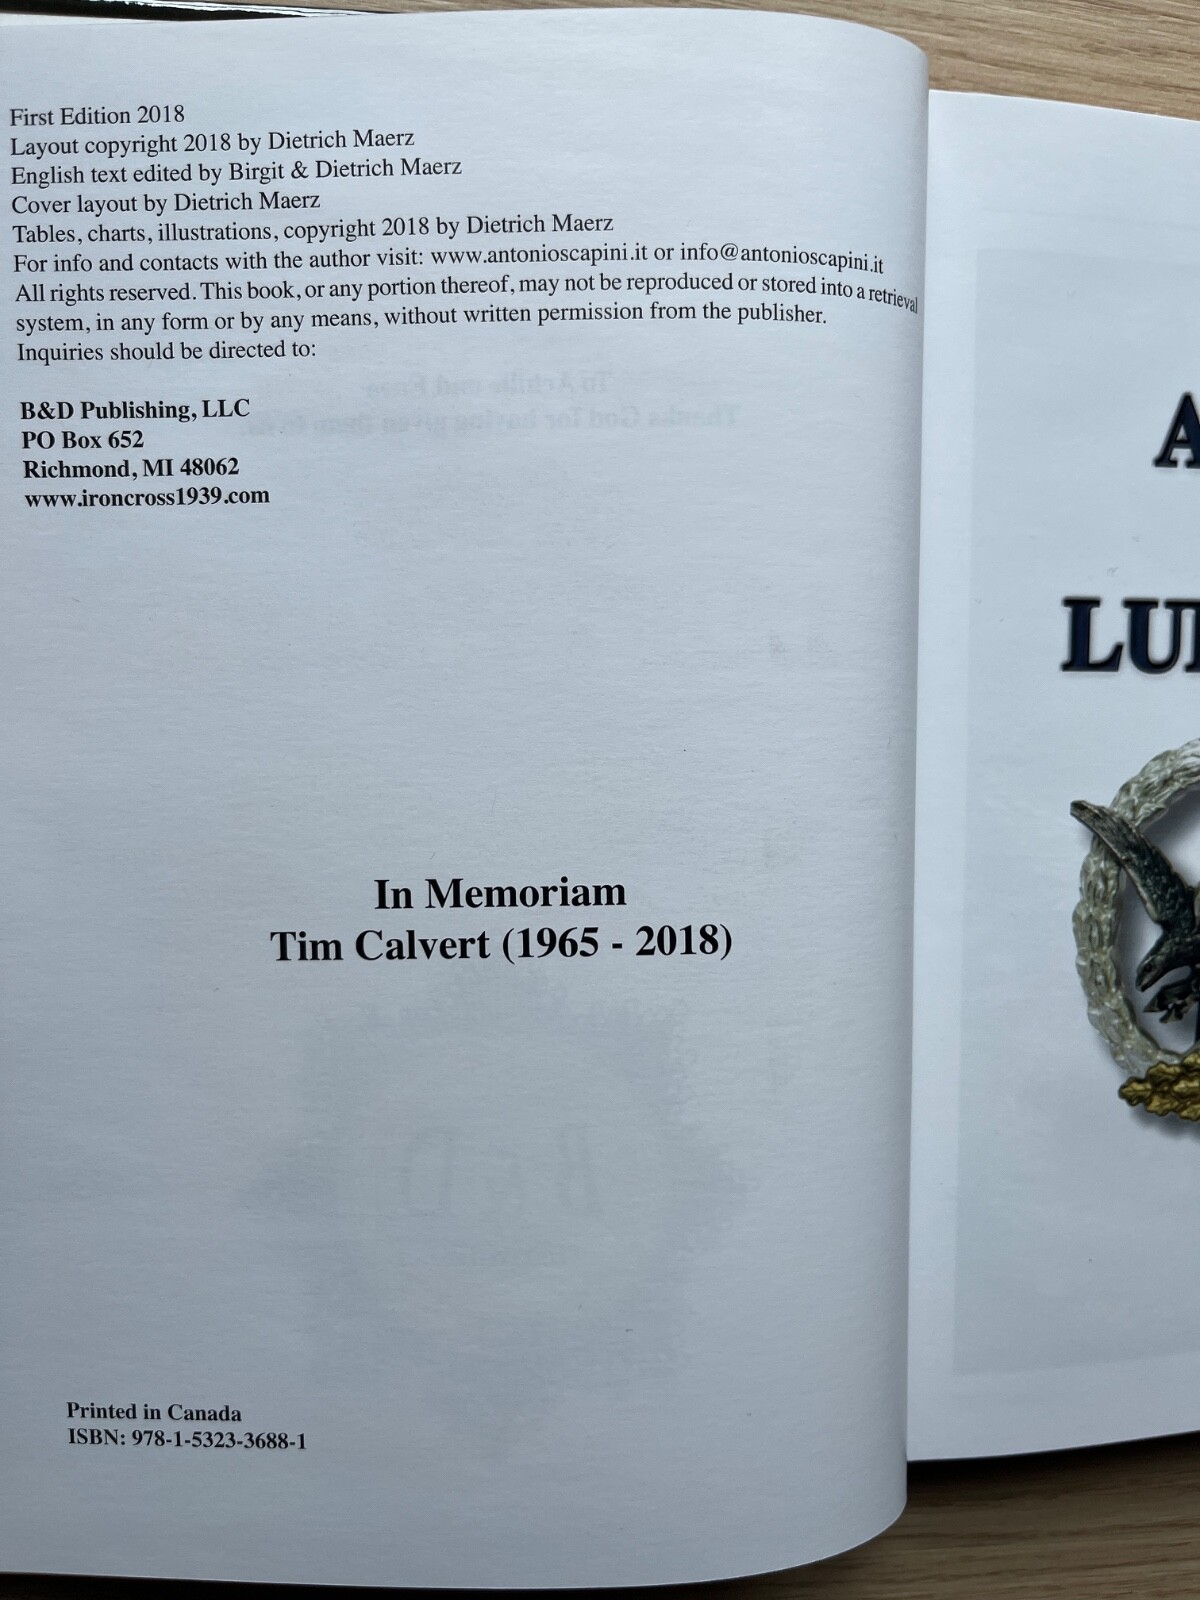 First Edition 2018
Layout copyright 2018 by Dietrich Maerz
English text edited by Birgit & Dietrich Maerz
Cover layout by Dietrich Maerz
Tables, charts, illustrations, copyright 2018 by Dietrich Maerz
For info and contacts with the author visit: www.antonioscapini.it or info@antonioscapini.it
All rights reserved. This book, or any portion thereof, may not be reproduced or stored into a retrieval
system, in any form or by any means, without written permission from the publisher.
Inquiries should be directed to:
B&D Publishing, LLC
PO Box 652
Richmond, MI 48062
www.ironcross1939.com
In Memoriam
Tim Calvert (1965 - 2018)
Printed in Canada
ISBN: 978-1-5323-3688-1